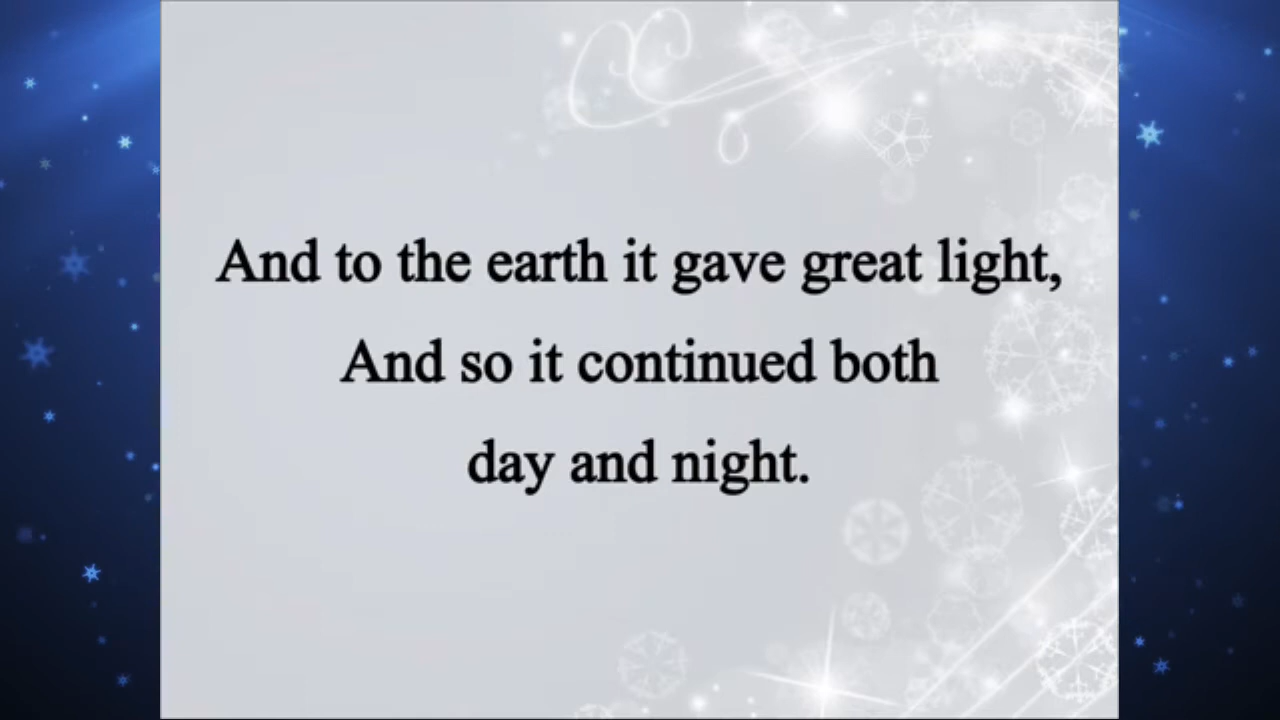 And to the earth it gave great light,
And so it continued both
day and night.